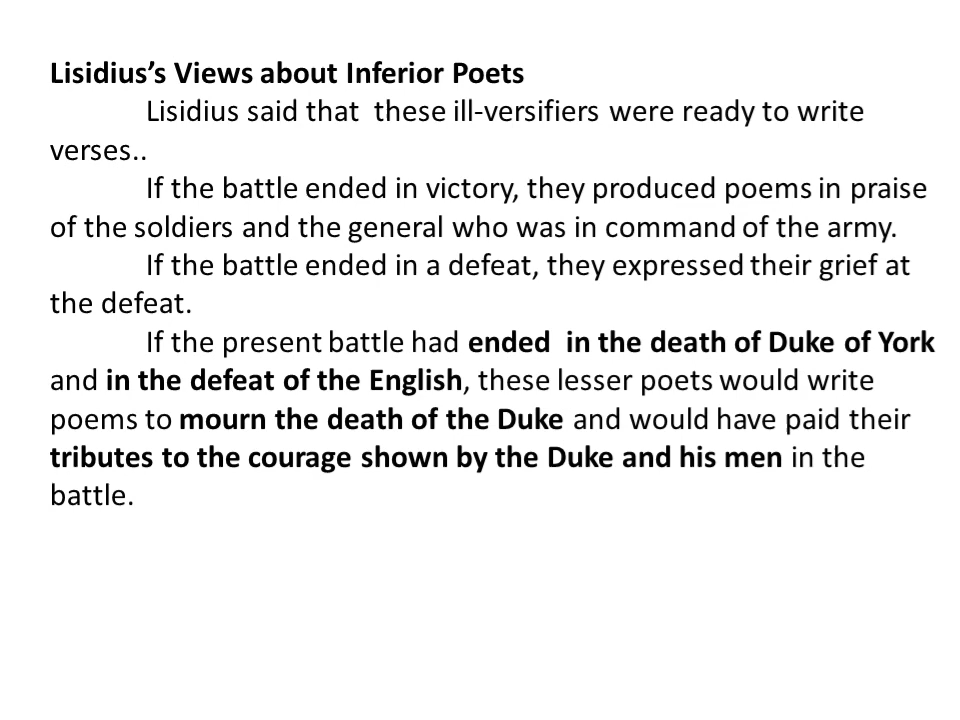 Lisidius’s Views about Inferior Poets
Lisidius said that  these ill-versifiers were ready to write
verses..
If the battle ended in victory, they produced poems in praise
of the soldiers and the general who was in command of the army.
If the battle ended in a defeat, they expressed their grief at
the defeat.
If the present battle had ended  in the death of Duke of York
and in the defeat of the English, these lesser poets would write
poems to mourn the death of the Duke and would have paid their
tributes to the courage shown by the Duke and his men in the
battle.